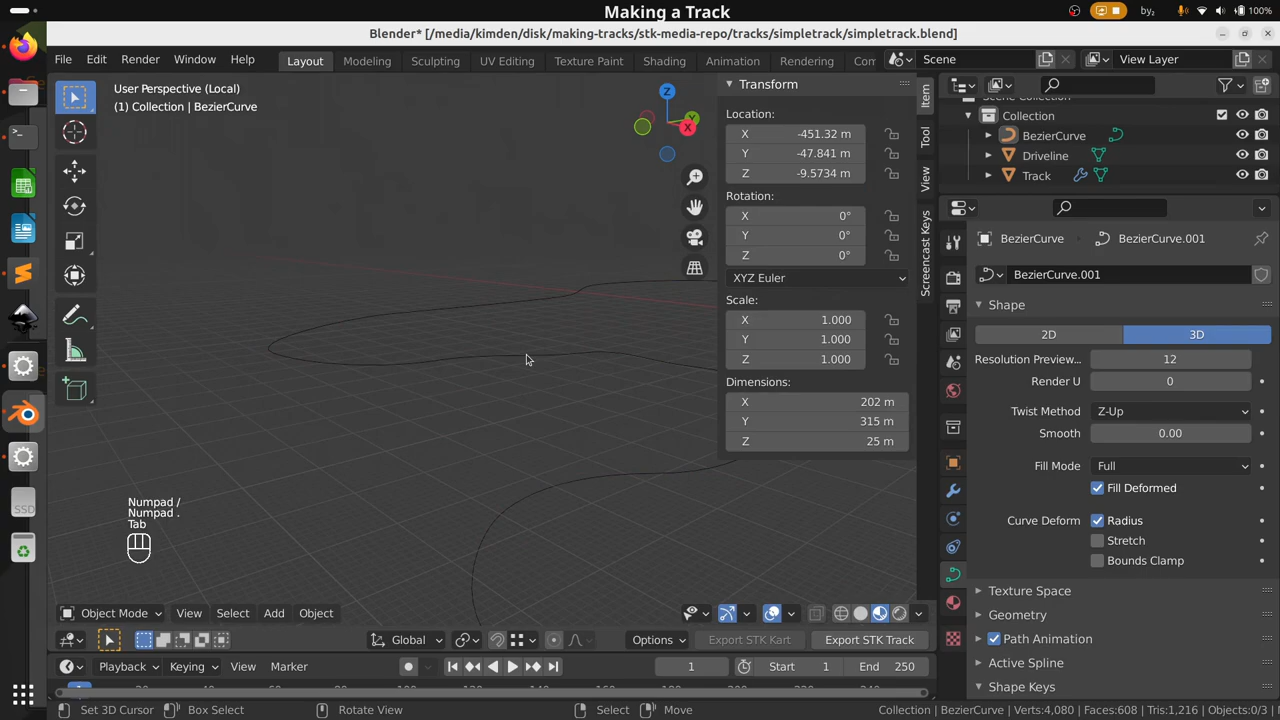 Making a Track
by₂
100%
Blender* [/media/kimden/disk/making-tracks/stk-media-repo/tracks/simpletrack/simpletrack.blend]
File Edit Render Window Help Layout Modeling Sculpting UV Editing Texture Paint Shading Animation Rendering Com Scene View Layer
User Perspective (Local)
(1) Collection | BezierCurve
Z
Y
X
Transform
Location:
X -451.32 m
Y -47.841 m
Z -9.5734 m
Rotation:
X 0°
Y 0°
Z 0°
XYZ Euler
Scale:
X 1.000
Y 1.000
Z 1.000
Dimensions:
X 202 m
Y 315 m
Z 25 m
Item
Tool
View
Screencast Keys
Scene Collection
Collection
BezierCurve
Driveline
Track
BezierCurve BezierCurve.001
BezierCurve.001
Shape
2D 3D
Resolution Preview... 12
Render U 0
Twist Method Z-Up
Smooth 0.00
Fill Mode Full
Fill Deformed
Curve Deform Radius
Stretch
Bounds Clamp
Texture Space
Geometry
Path Animation
Active Spline
Shape Keys
Numpad /
Numpad .
Tab
SSD
Object Mode View Select Add Object
Global Options Export STK Kart Export STK Track
Playback Keying View Marker 1 Start 1 End 250
Set 3D Cursor Box Select Rotate View Select Move Collection | BezierCurve Verts:4,080 Faces:608 Tris:1,216 Objects:0/3